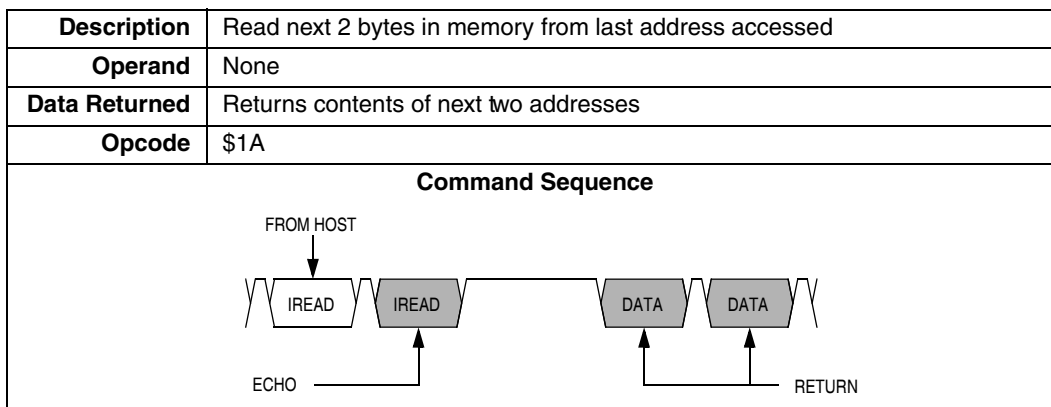 Description Read next 2 bytes in memory from last address accessed
Operand None
Data Returned Returns contents of next two addresses
Opcode $1A
Command Sequence
FROM HOST
IREAD IREAD DATA DATA
ECHO RETURN